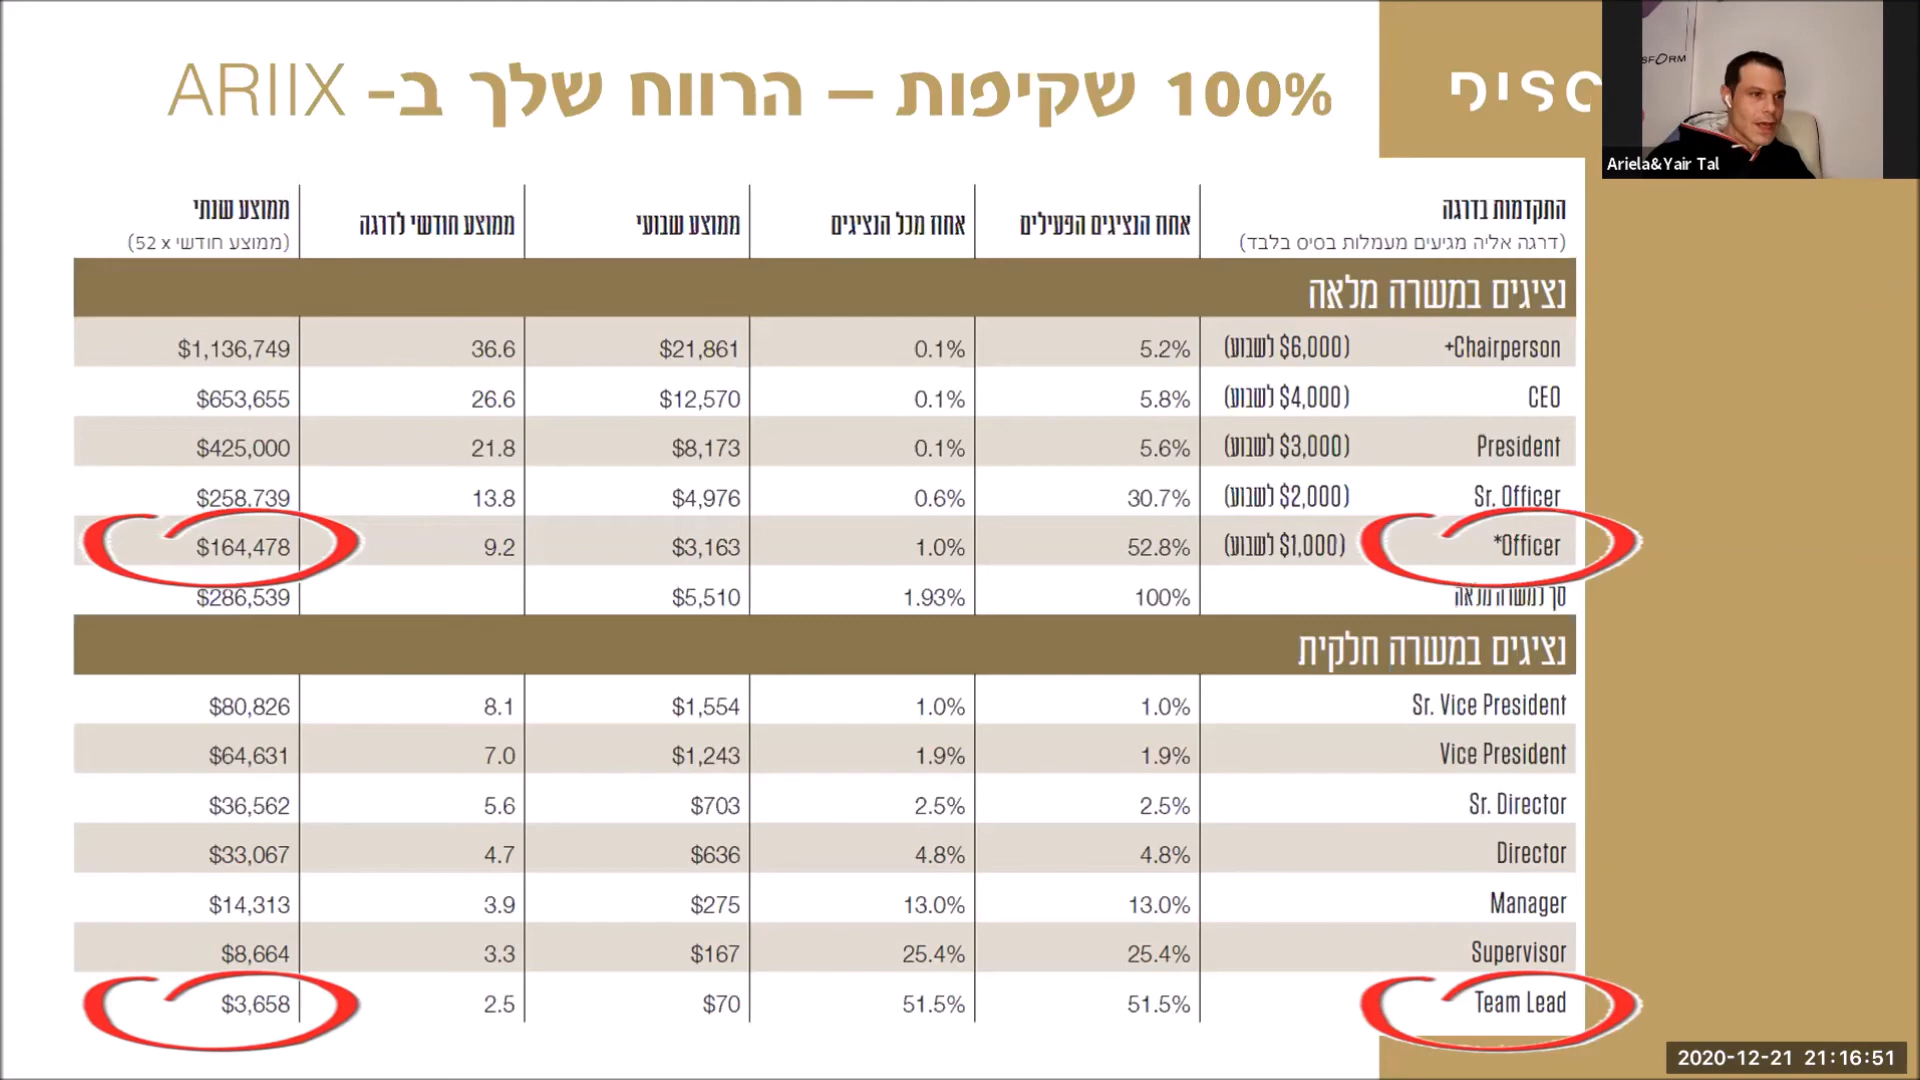 100% שקיפות – הרווח שלך ב- ARIIX
DISC
SFORM
Ariela&Yair Tal
התקדמות בדרגה
(דרגה אליה מגיעים מעמלות בסיס בלבד)
אחוז הנציגים הפעילים
אחוז מכל הנציגים
ממוצע שבועי
ממוצע חודשי לדרגה
ממוצע שנתי
(ממוצע חודשי x 52)
נציגים במשרה מלאה
+Chairperson ($6,000 לשבוע) 5.2% 0.1% $21,861 36.6 $1,136,749
CEO ($4,000 לשבוע) 5.8% 0.1% $12,570 26.6 $653,655
President ($3,000 לשבוע) 5.6% 0.1% $8,173 21.8 $425,000
Sr. Officer ($2,000 לשבוע) 30.7% 0.6% $4,976 13.8 $258,739
*Officer ($1,000 לשבוע) 52.8% 1.0% $3,163 9.2 $164,478
סך למשרה מלאה 100% 1.93% $5,510 $286,539
נציגים במשרה חלקית
Sr. Vice President 1.0% 1.0% $1,554 8.1 $80,826
Vice President 1.9% 1.9% $1,243 7.0 $64,631
Sr. Director 2.5% 2.5% $703 5.6 $36,562
Director 4.8% 4.8% $636 4.7 $33,067
Manager 13.0% 13.0% $275 3.9 $14,313
Supervisor 25.4% 25.4% $167 3.3 $8,664
Team Lead 51.5% 51.5% $70 2.5 $3,658
2020-12-21 21:16:51